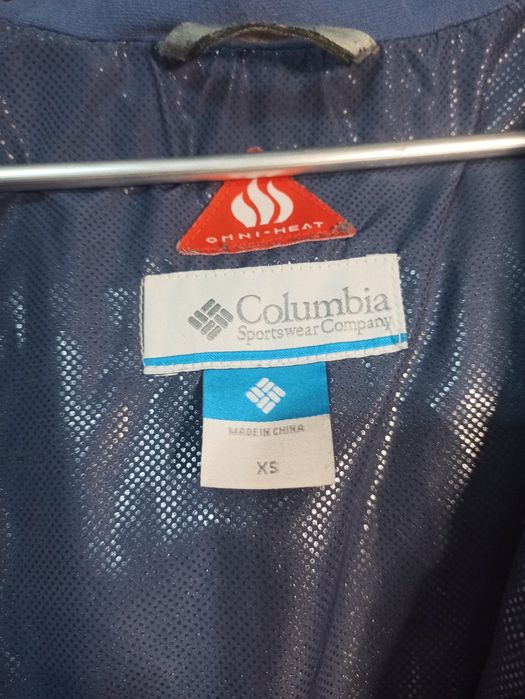 OMNI-HEAT
Columbia
Sportswear Company
MADE IN CHINA
XS